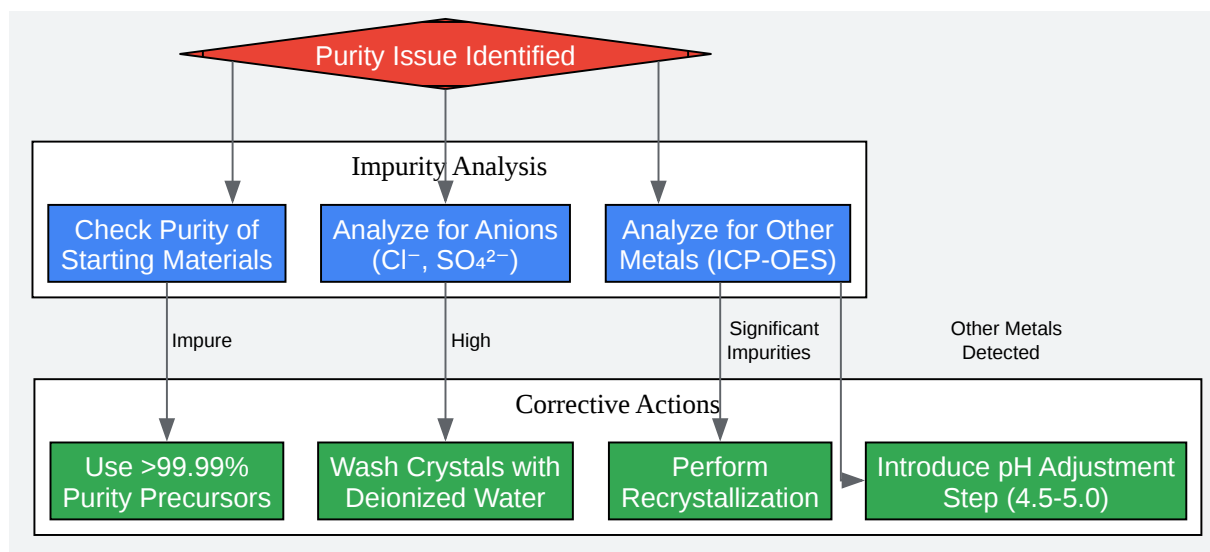 Purity Issue Identified
Impurity Analysis
Check Purity of
Starting Materials
Analyze for Anions
(Cl⁻, SO₄²⁻)
Analyze for Other
Metals (ICP-OES)
Impure
High
Significant
Impurities
Other Metals
Detected
Corrective Actions
Use >99.99%
Purity Precursors
Wash Crystals with
Deionized Water
Perform
Recrystallization
Introduce pH Adjustment
Step (4.5-5.0)